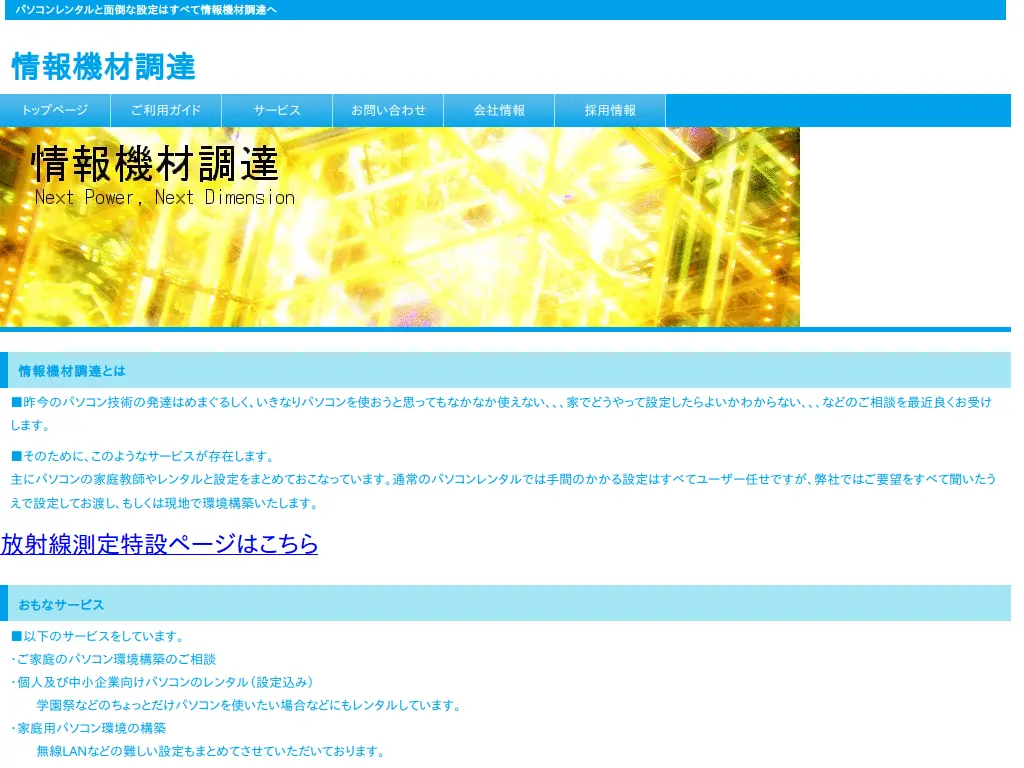 パソコンレンタルと面倒な設定はすべて情報機材調達へ
情報機材調達
トップページ ご利用ガイド サービス お問い合わせ 会社情報 採用情報
情報機材調達
Next Power, Next Dimension
情報機材調達とは
■昨今のパソコン技術の発達はめまぐるしく、いきなりパソコンを使おうと思ってもなかなか使えない、、、家でどうやって設定したらよいかわからない、、、などのご相談を最近良くお受け
します。
■そのために、このようなサービスが存在します。
主にパソコンの家庭教師やレンタルと設定をまとめておこなっています。通常のパソコンレンタルでは手間のかかる設定はすべてユーザー任せですが、弊社ではご要望をすべて聞いたう
えで設定してお渡し、もしくは現地で環境構築いたします。
放射線測定特設ページはこちら
おもなサービス
■以下のサービスをしています。
・ご家庭のパソコン環境構築のご相談
・個人及び中小企業向けパソコンのレンタル（設定込み）
学園祭などのちょっとだけパソコンを使いたい場合などにもレンタルしています。
・家庭用パソコン環境の構築
無線LANなどの難しい設定もまとめてさせていただいております。